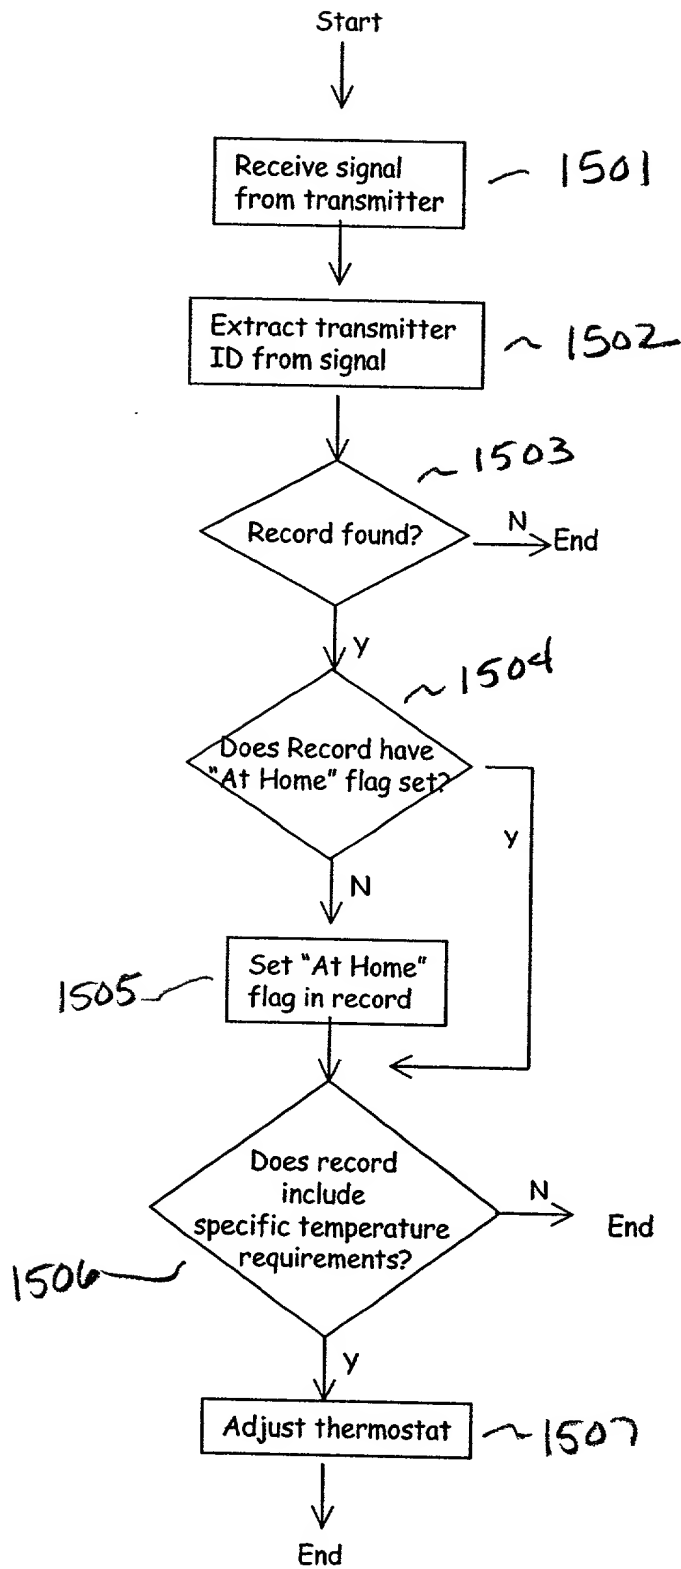 Start
Receive signal
from transmitter
1501
Extract transmitter
ID from signal
1502
1503
Record found?
N
End
Y
1504
Does Record have
"At Home" flag set?
Y
N
Set "At Home"
flag in record
1505
Does record
include
specific temperature
requirements?
N
End
1506
Y
Adjust thermostat
1507
End